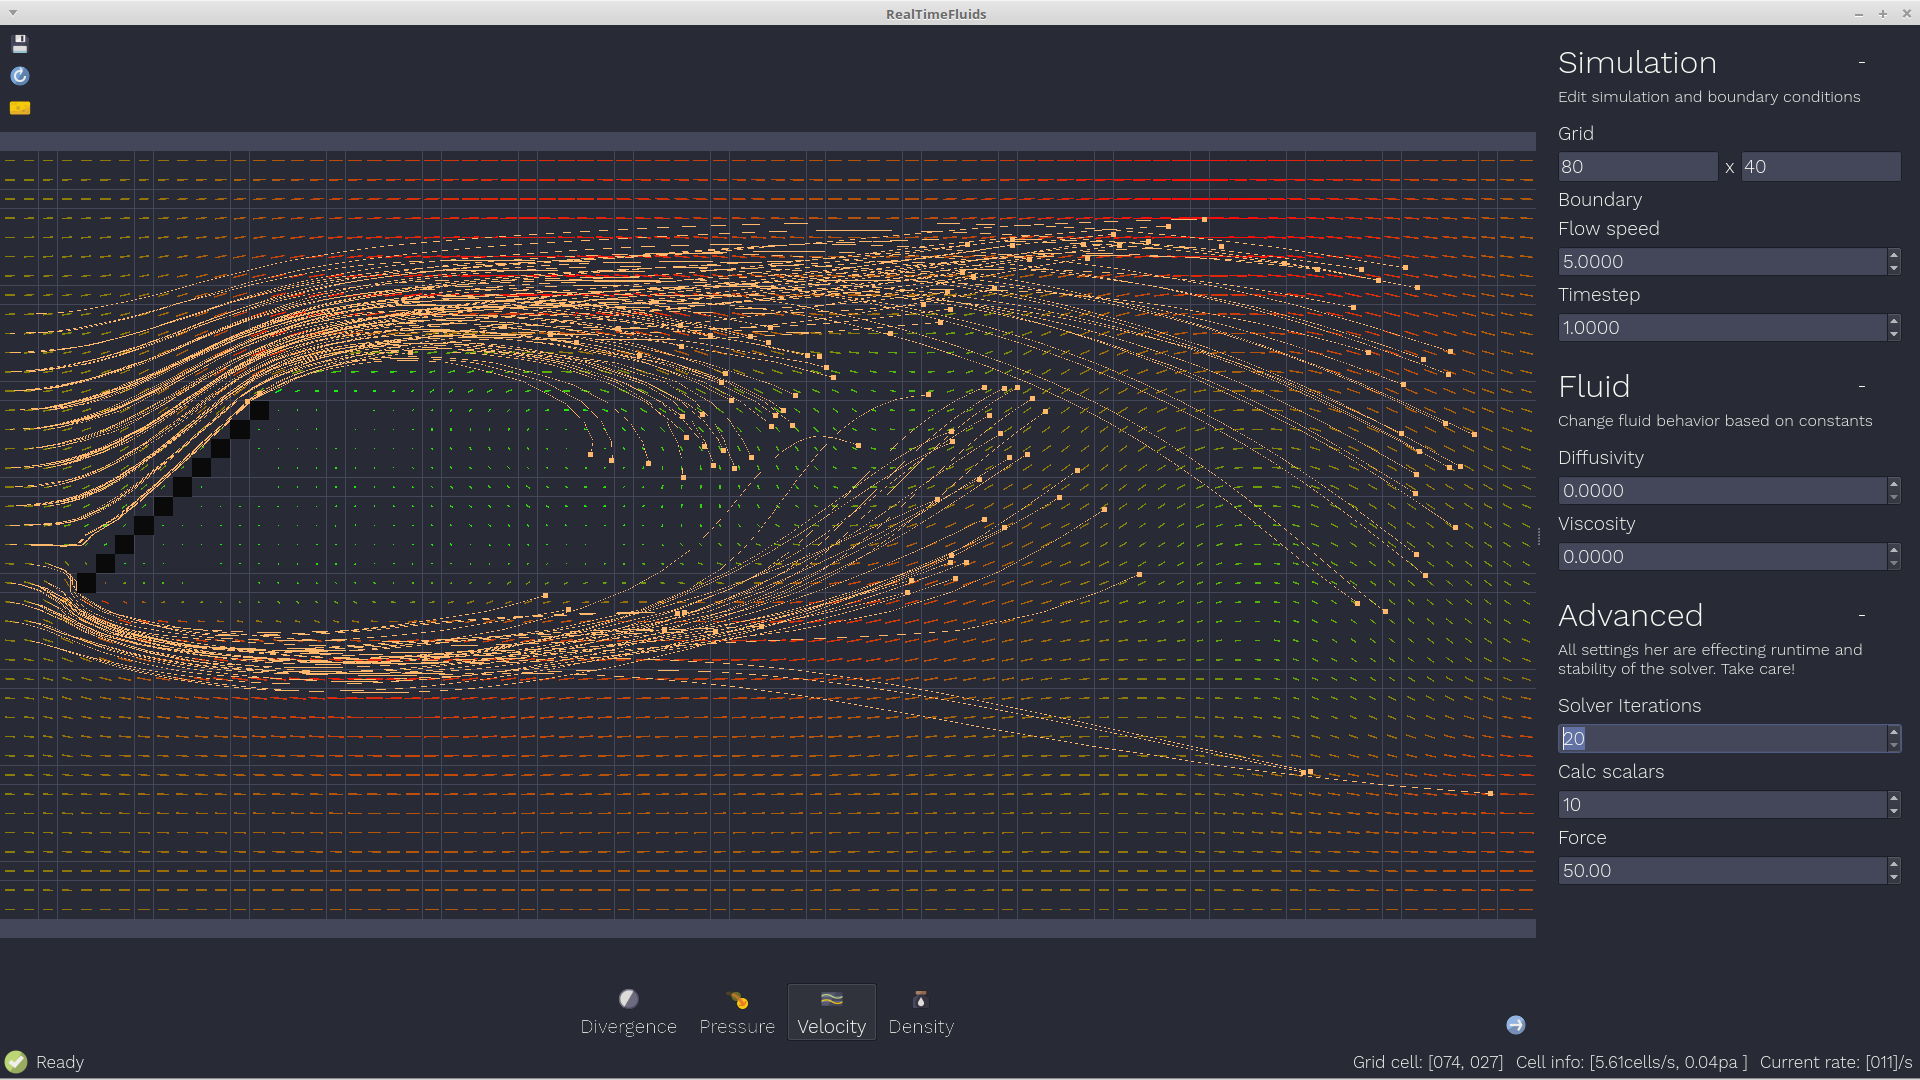 RealTimeFluids
Simulation -
Edit simulation and boundary conditions
Grid
80 x 40
Boundary
Flow speed
5.0000
Timestep
1.0000
Fluid -
Change fluid behavior based on constants
Diffusivity
0.0000
Viscosity
0.0000
Advanced -
All settings her are effecting runtime and
stability of the solver. Take care!
Solver Iterations
20
Calc scalars
10
Force
50.00
Divergence Pressure Velocity Density
Ready Grid cell: [074, 027] Cell info: [5.61cells/s, 0.04pa ] Current rate: [011]/s